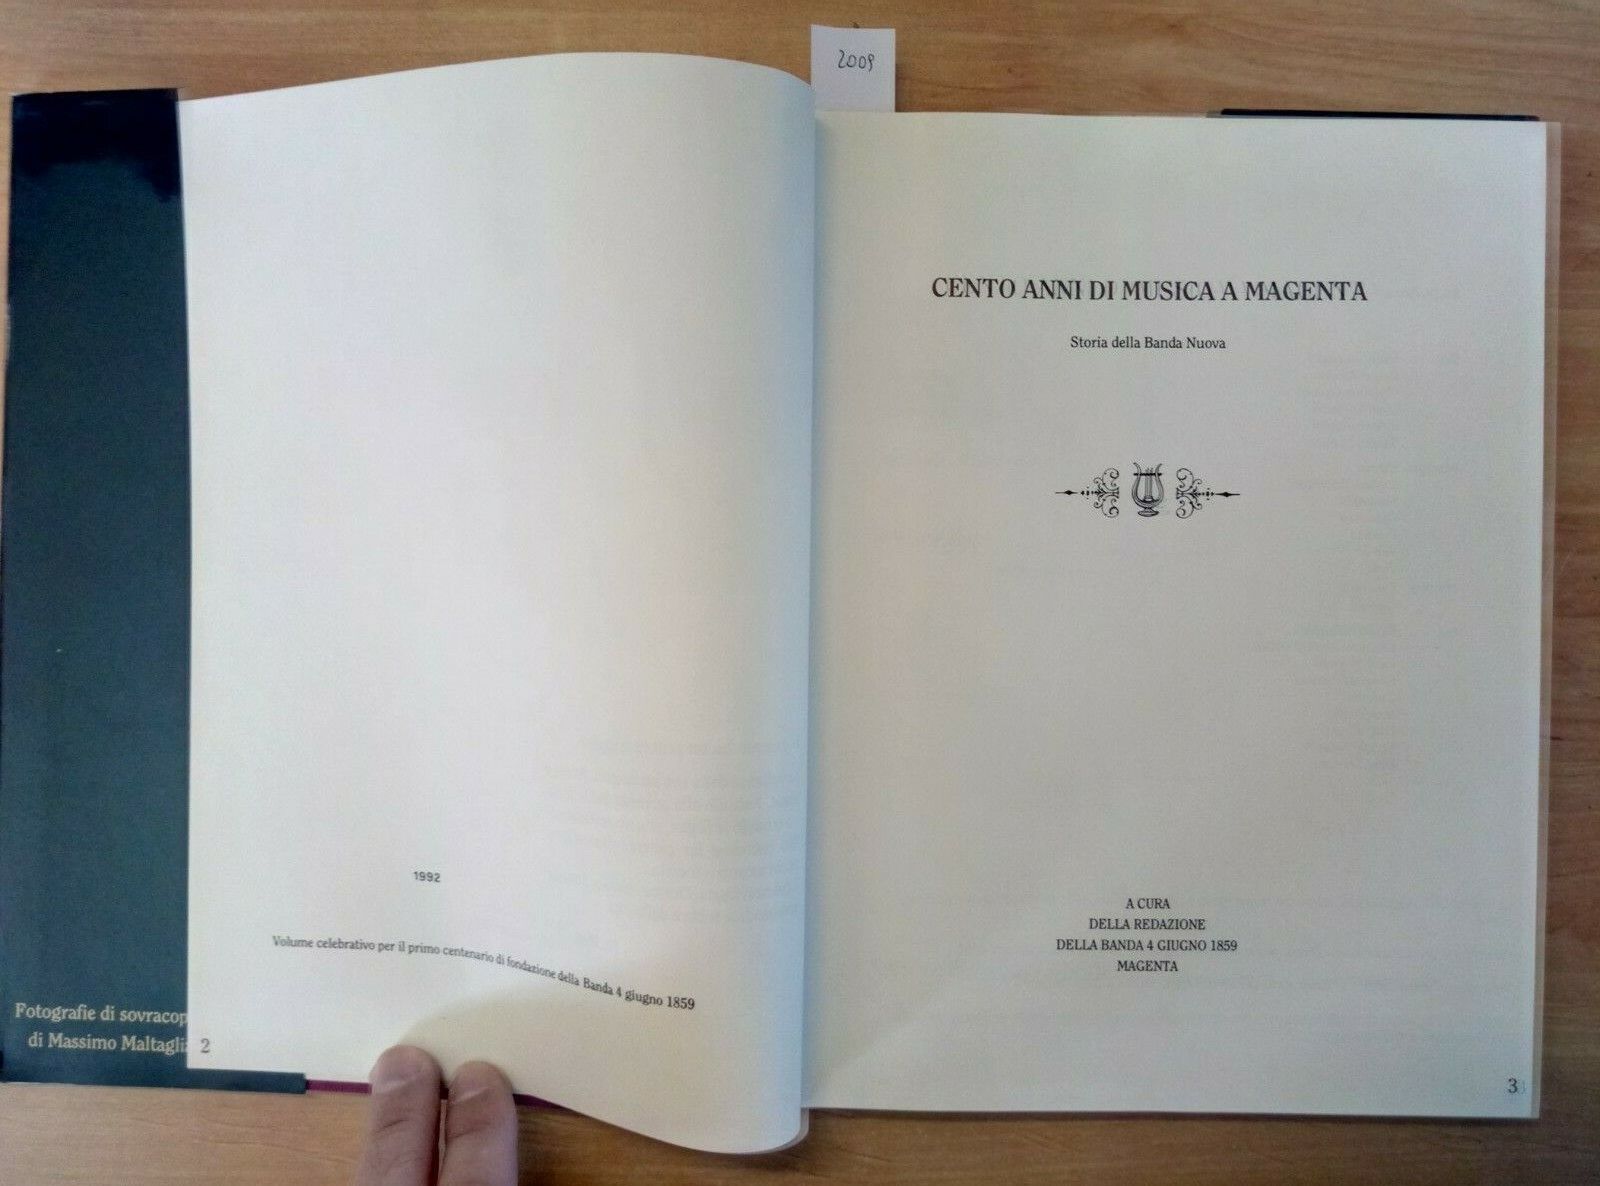 2009
1992
Volume celebrativo per il primo centenario di fondazione della Banda 4 giugno 1859
Fotografie di sovracop
di Massimo Maltaglia
2
CENTO ANNI DI MUSICA A MAGENTA
Storia della Banda Nuova
A CURA
DELLA REDAZIONE
DELLA BANDA 4 GIUGNO 1859
MAGENTA
3